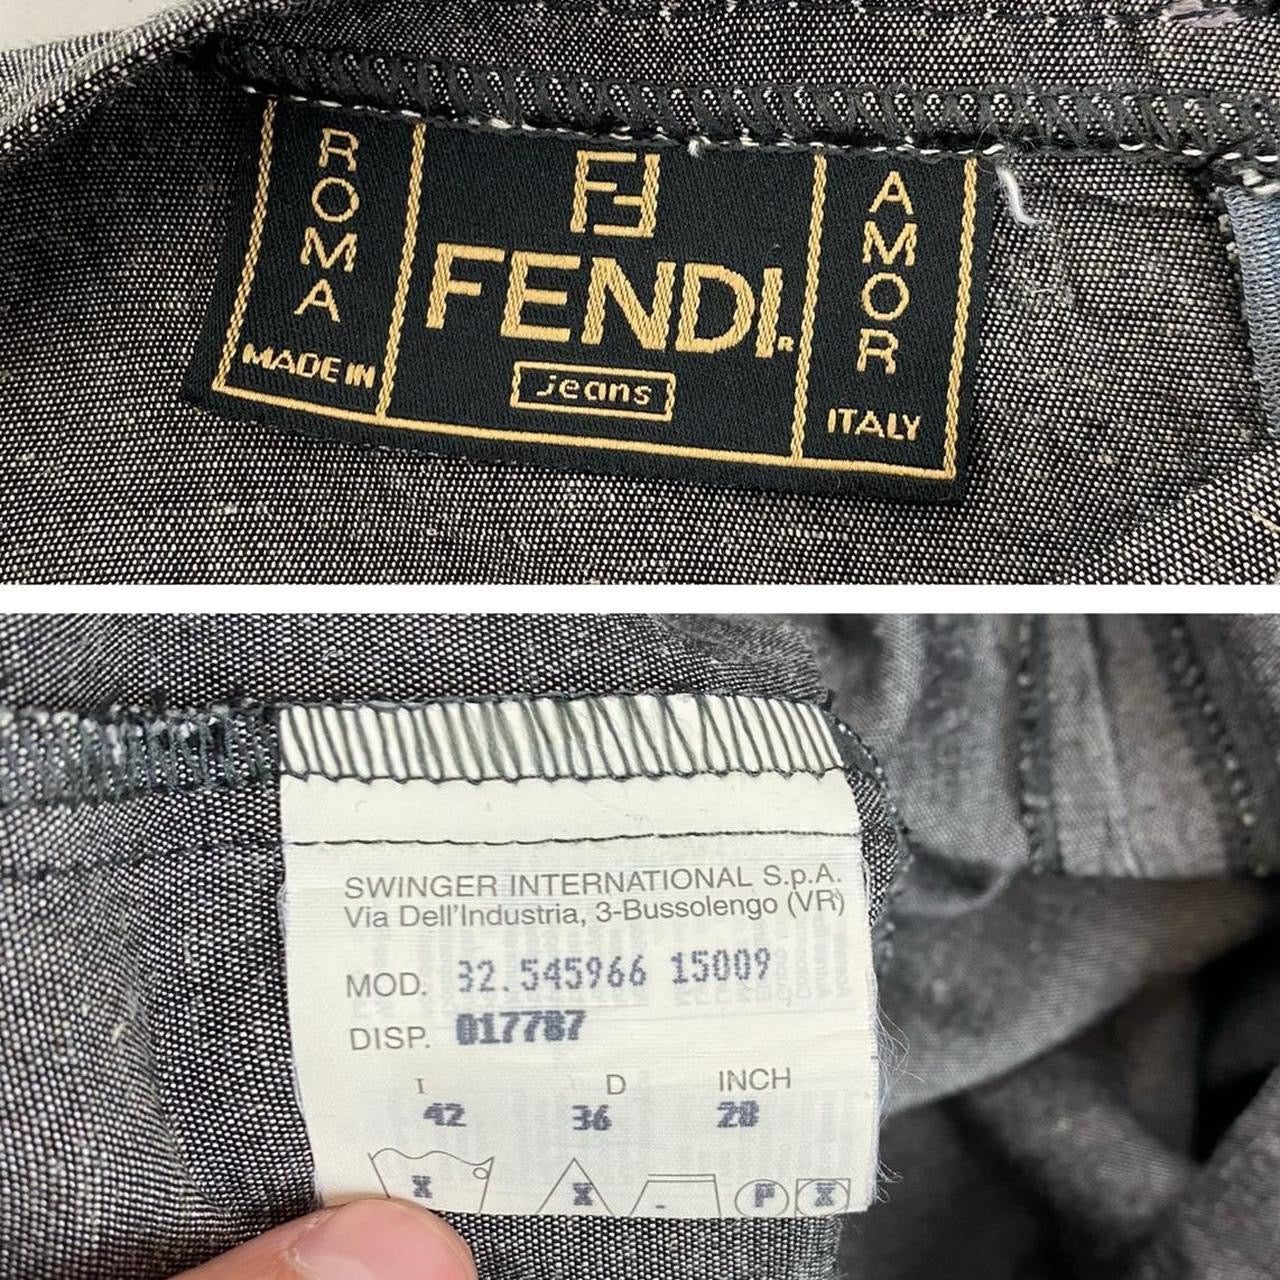 ROMA
FF
AMOR
FENDI®
jeans
MADE IN
ITALY
SWINGER INTERNATIONAL S.p.A.
Via Dell'Industria, 3-Bussolengo (VR)
MOD. 32.545966 15009
DISP. 017787
I D INCH
42 36 28
X X . P X